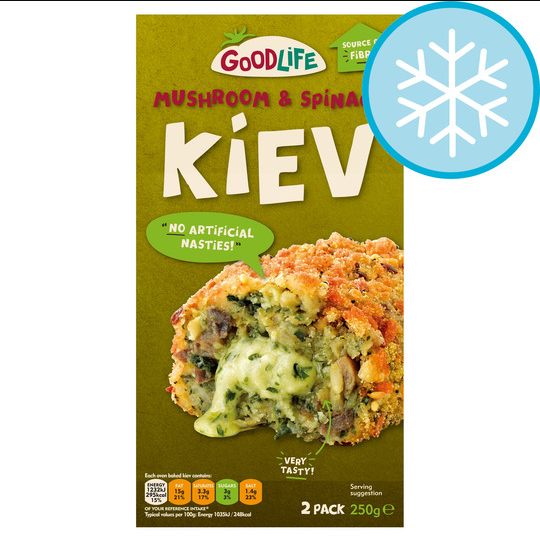 GOODLIFE
SOURCE
FIBR
MUSHROOM & SPINA
KiEV
"NO ARTiFiCiAL
NASTiES!"
VERY
TASTY!
Each oven baked kiev contains:
ENERGY
1232kJ
295kcal
15%
FAT
15g
21%
SATURATES
3.3g
17%
SUGARS
3g
3%
SALT
1.4g
23%
OF YOUR REFERENCE INTAKE*
Typical values per 100g: Energy 1035kJ / 248kcal
Serving
suggestion
2 PACK 250g e